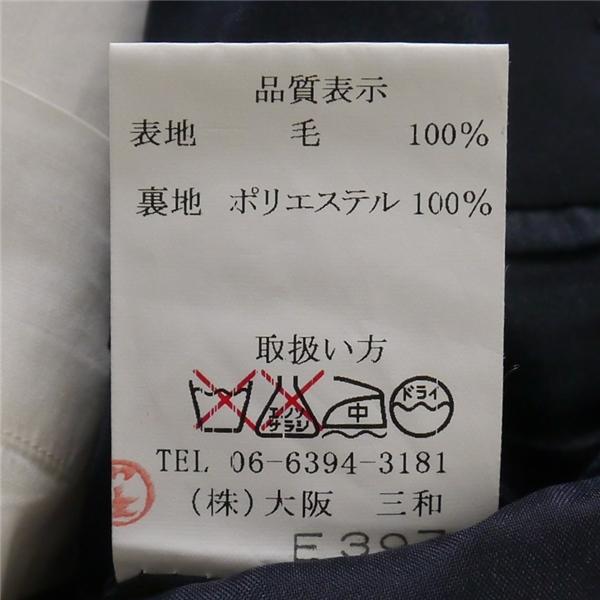 品質表示
表地 毛 100%
裏地 ポリエステル 100%
取扱い方
エンソ サラシ 中 ドライ
TEL 06-6394-3181
(株)大阪 三和